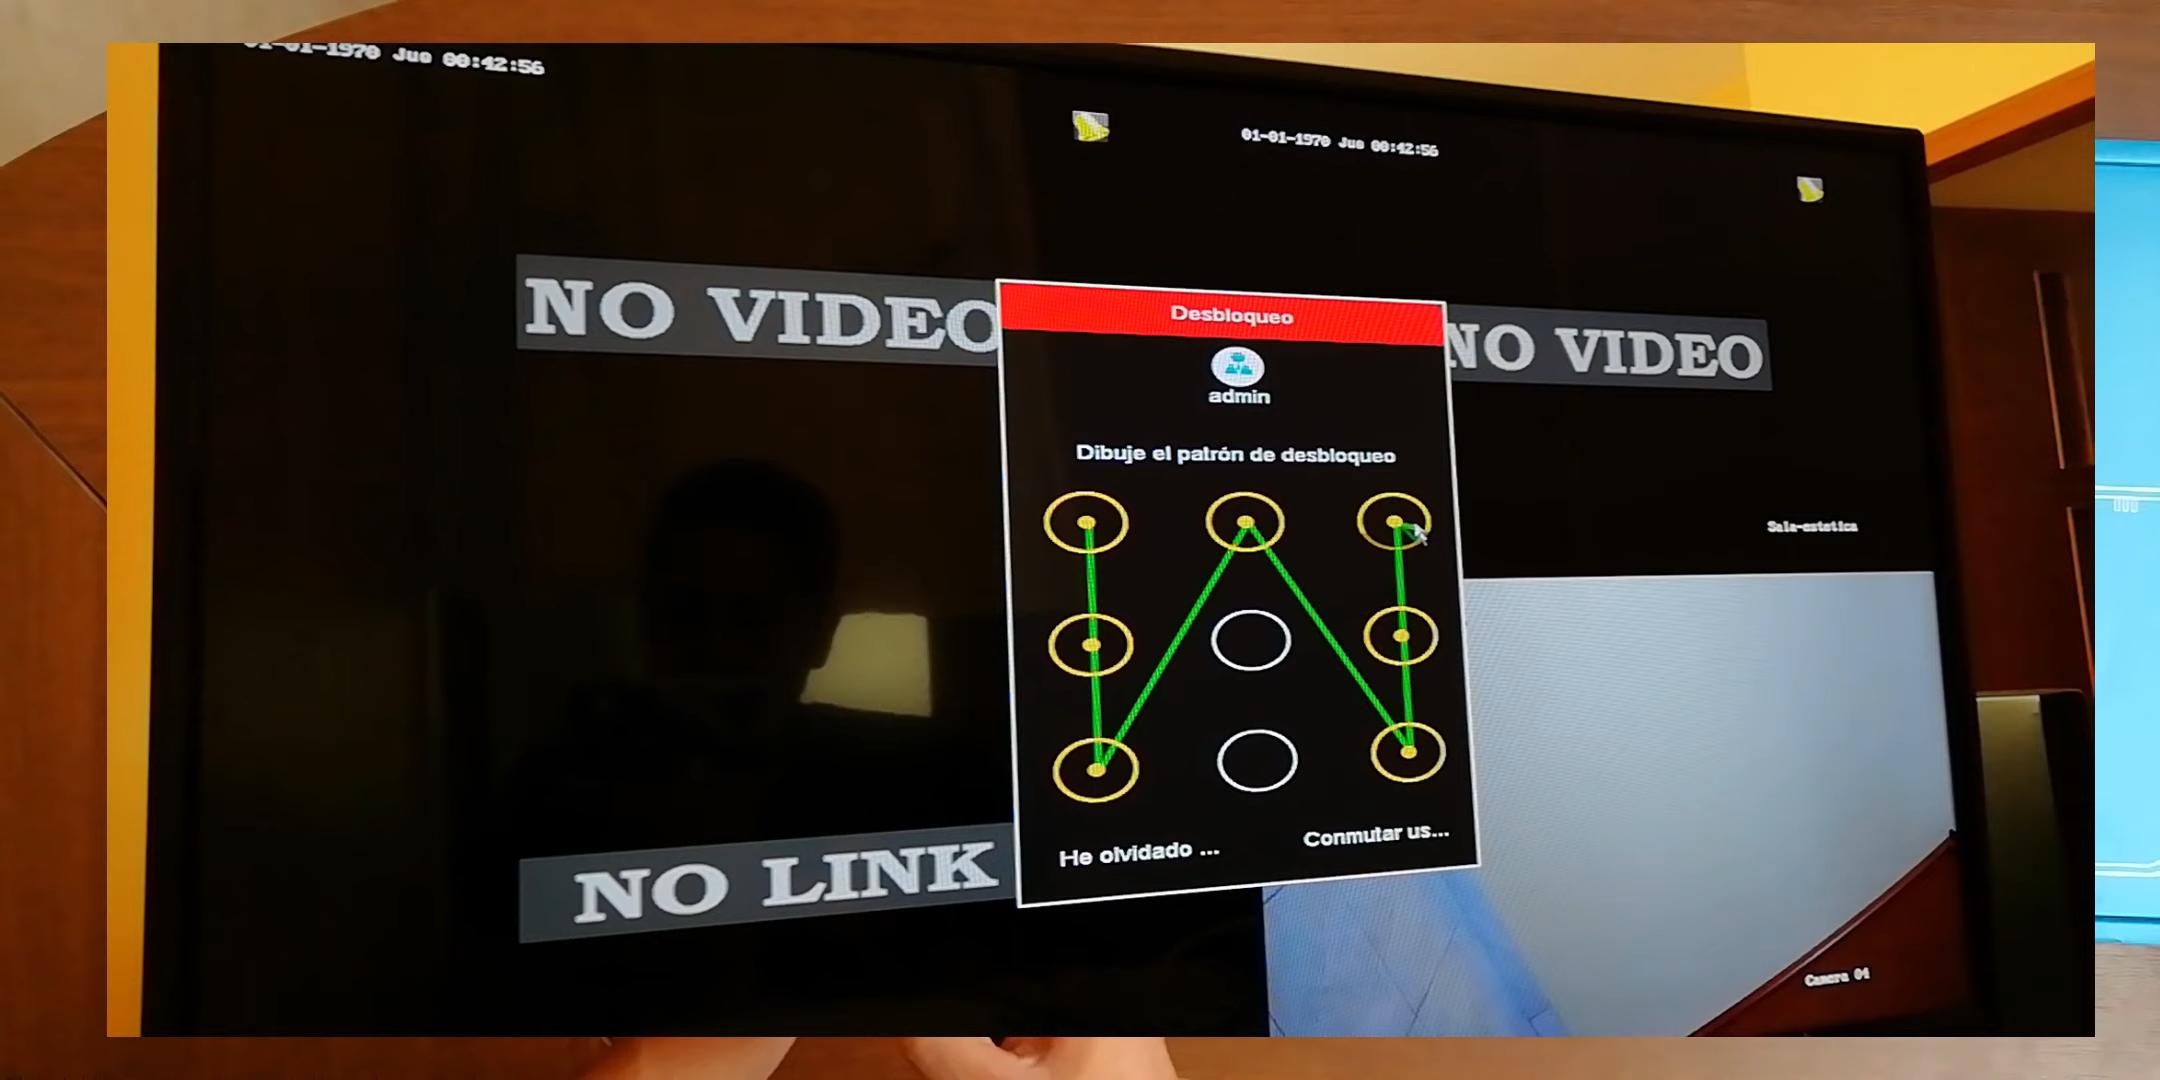 01-01-1970 Jue 00:42:56
01-01-1970 Jue 00:42:56
NO VIDEO
NO VIDEO
Desbloqueo
admin
Dibuje el patrón de desbloqueo
Sala-estetica
He olvidado ...
Conmutar us...
NO LINK
Camera 04